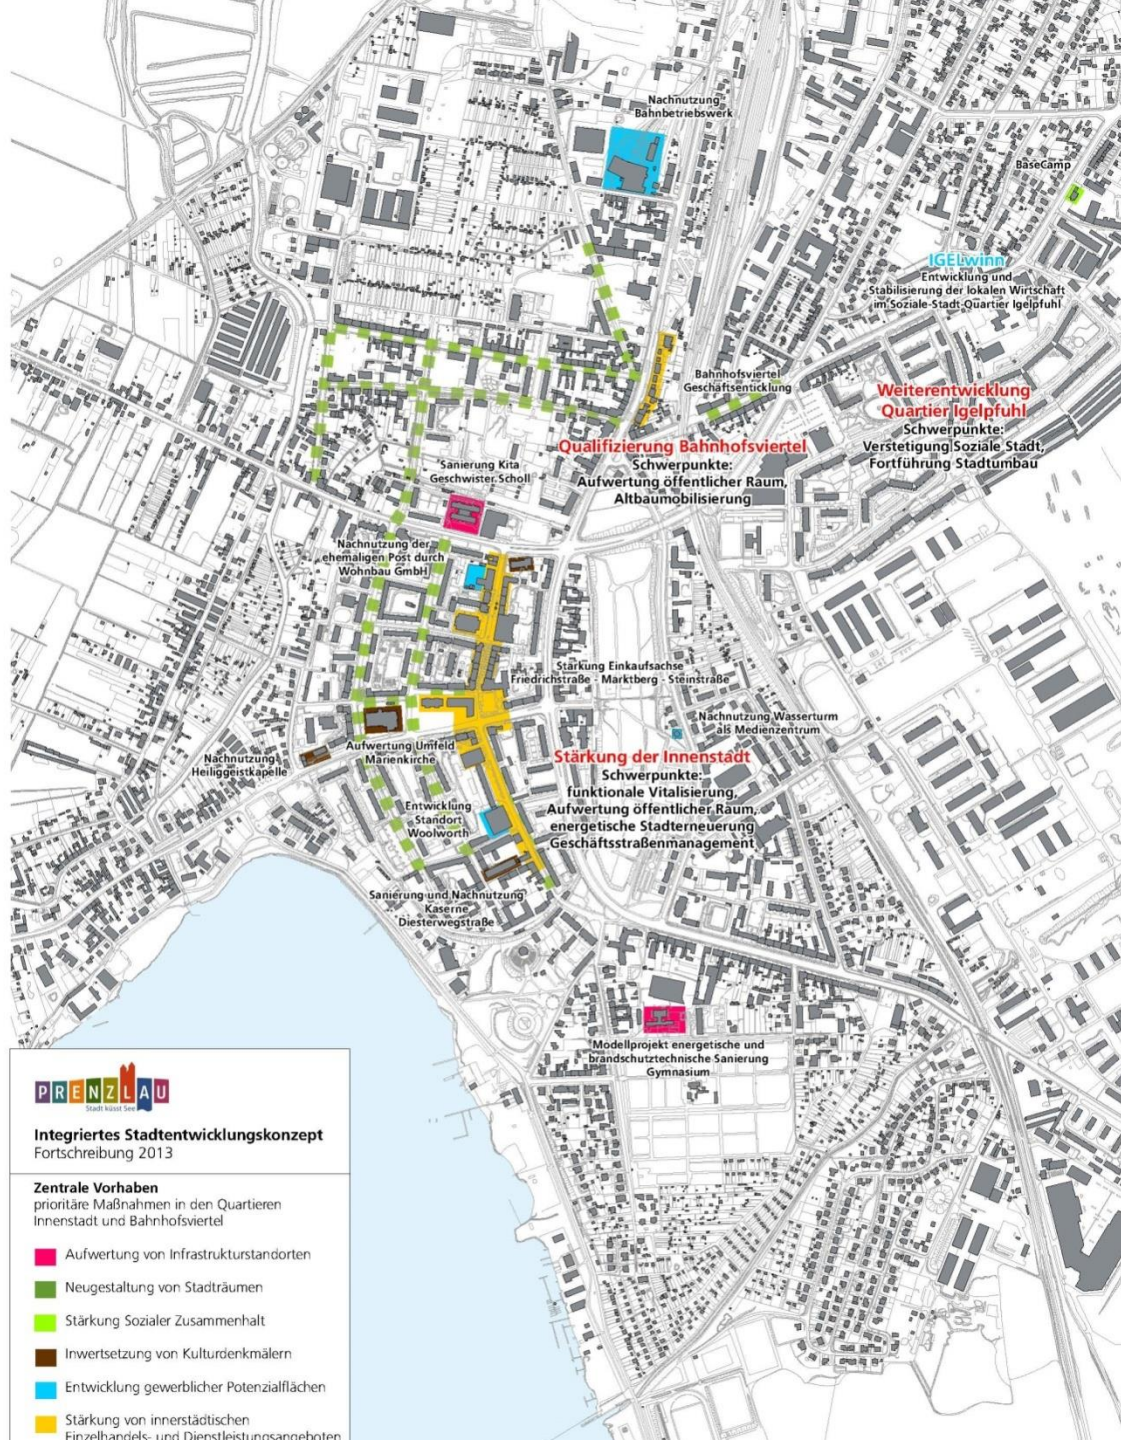 Nachnutzung
Bahnbetriebswerk
BaseCamp
IGELwinn
Entwicklung und
Stabilisierung der lokalen Wirtschaft
im Soziale-Stadt-Quartier Igelpfuhl
Bahnhofsviertel
Geschäftsenticklung
Weiterentwicklung
Quartier Igelpfuhl
Schwerpunkte:
Verstetigung Soziale Stadt,
Fortführung Stadtumbau
Qualifizierung Bahnhofsviertel
Schwerpunkte:
Aufwertung öffentlicher Raum,
Altbaumobilisierung
Sanierung Kita
Geschwister Scholl
Nachnutzung der
ehemaligen Post durch
Wohnbau GmbH
Stärkung Einkaufsachse
Friedrichstraße - Marktberg - Steinstraße
Nachnutzung Wasserturm
als Medienzentrum
Aufwertung Umfeld
Marienkirche
Nachnutzung
Heiliggeistkapelle
Stärkung der Innenstadt
Schwerpunkte:
funktionale Vitalisierung,
Aufwertung öffentlicher Raum,
energetische Stadterneuerung
Geschäftsstraßenmanagement
Entwicklung
Standort
Woolworth
Sanierung und Nachnutzung
Kaserne
Diesterwegstraße
Modellprojekt energetische und
brandschutztechnische Sanierung
Gymnasium
PRENZLAU
Stadt küsst See
Integriertes Stadtentwicklungskonzept
Fortschreibung 2013
Zentrale Vorhaben
prioritäre Maßnahmen in den Quartieren
Innenstadt und Bahnhofsviertel
Aufwertung von Infrastrukturstandorten
Neugestaltung von Stadträumen
Stärkung Sozialer Zusammenhalt
Inwertsetzung von Kulturdenkmälern
Entwicklung gewerblicher Potenzialflächen
Stärkung von innerstädtischen
Einzelhandels- und Dienstleistungsangeboten